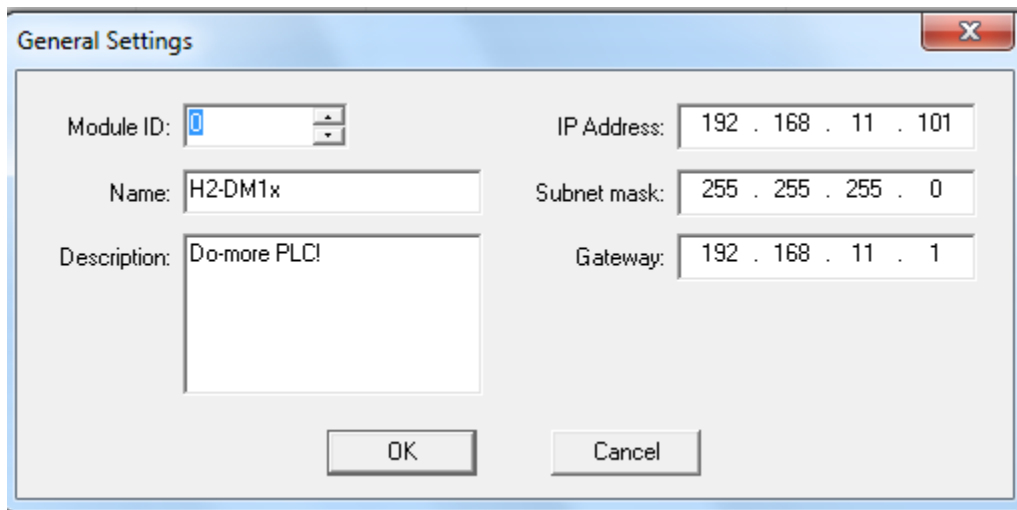 General Settings
Module ID: 0
Name: H2-DM1x
Description: Do-more PLC!
IP Address: 192 . 168 . 11 . 101
Subnet mask: 255 . 255 . 255 . 0
Gateway: 192 . 168 . 11 . 1
OK
Cancel